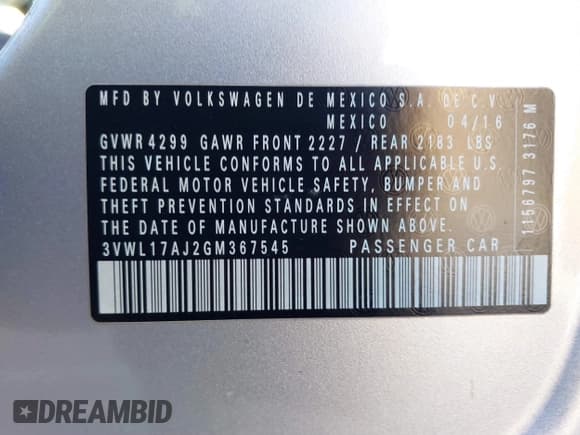 MFD BY VOLKSWAGEN DE MEXICO S.A. DE C.V.
MEXICO 04/16
GVWR 4299 GAWR FRONT 2227 / REAR 2183 LBS
THIS VEHICLE CONFORMS TO ALL APPLICABLE U.S.
FEDERAL MOTOR VEHICLE SAFETY, BUMPER AND
THEFT PREVENTION STANDARDS IN EFFECT ON
THE DATE OF MANUFACTURE SHOWN ABOVE.
3VWL17AJ2GM367545 PASSENGER CAR
1156797 3126 M
DREAMBID